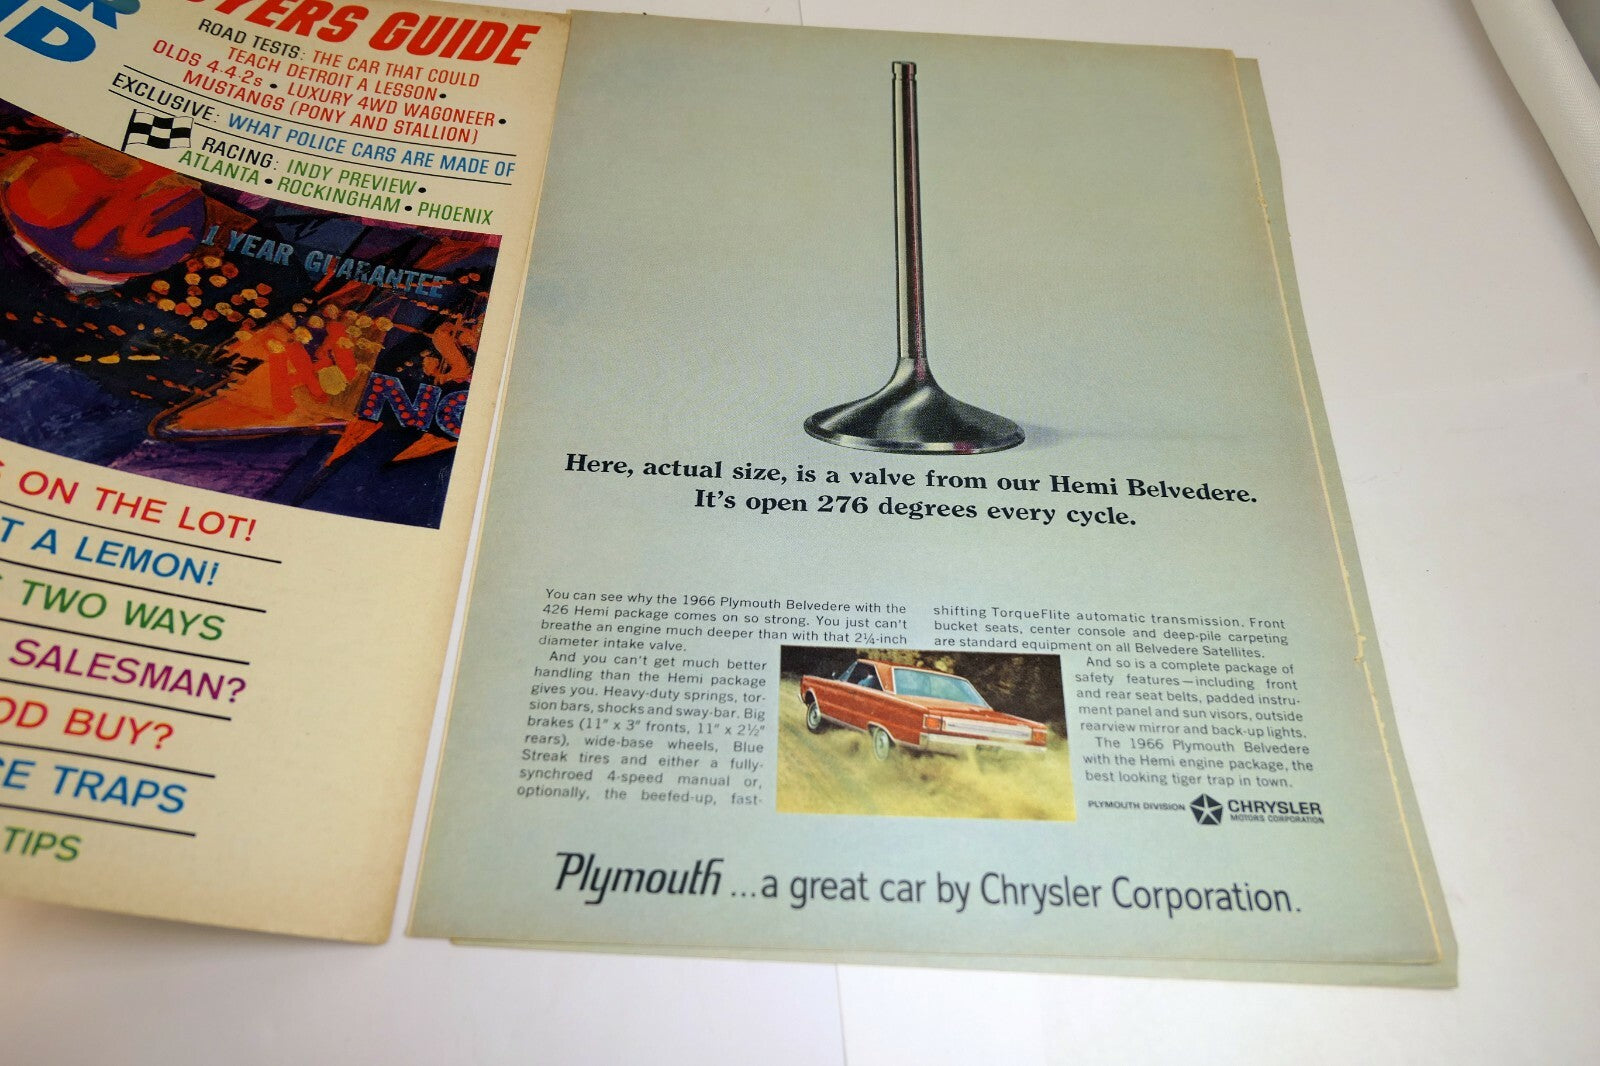 D
BUYERS GUIDE
ROAD TESTS: THE CAR THAT COULD
TEACH DETROIT A LESSON •
OLDS 4-4-2s • LUXURY 4WD WAGONEER •
MUSTANGS (PONY AND STALLION)
EXCLUSIVE: WHAT POLICE CARS ARE MADE OF
RACING: INDY PREVIEW •
ATLANTA • ROCKINGHAM • PHOENIX
OK
1 YEAR GUARANTEE
ON THE LOT!
A LEMON!
TWO WAYS
SALESMAN?
BUY?
TRAPS
TIPS
Here, actual size, is a valve from our Hemi Belvedere.
It's open 276 degrees every cycle.
You can see why the 1966 Plymouth Belvedere with the
426 Hemi package comes on so strong. You just can't
breathe an engine much deeper than with that 2¼-inch
diameter intake valve.
And you can't get much better
handling than the Hemi package
gives you. Heavy-duty springs, tor-
sion bars, shocks and sway-bar. Big
brakes (11" x 3" fronts, 11" x 2½"
rears), wide-base wheels, Blue
Streak tires and either a fully-
synchroed 4-speed manual or,
optionally, the beefed-up, fast-
shifting TorqueFlite automatic transmission. Front
bucket seats, center console and deep-pile carpeting
are standard equipment on all Belvedere Satellites.
And so is a complete package of
safety features—including front
and rear seat belts, padded instru-
ment panel and sun visors, outside
rearview mirror and back-up lights.
The 1966 Plymouth Belvedere
with the Hemi engine package, the
best looking tiger trap in town.
PLYMOUTH DIVISION CHRYSLER
MOTORS CORPORATION
Plymouth ...a great car by Chrysler Corporation.